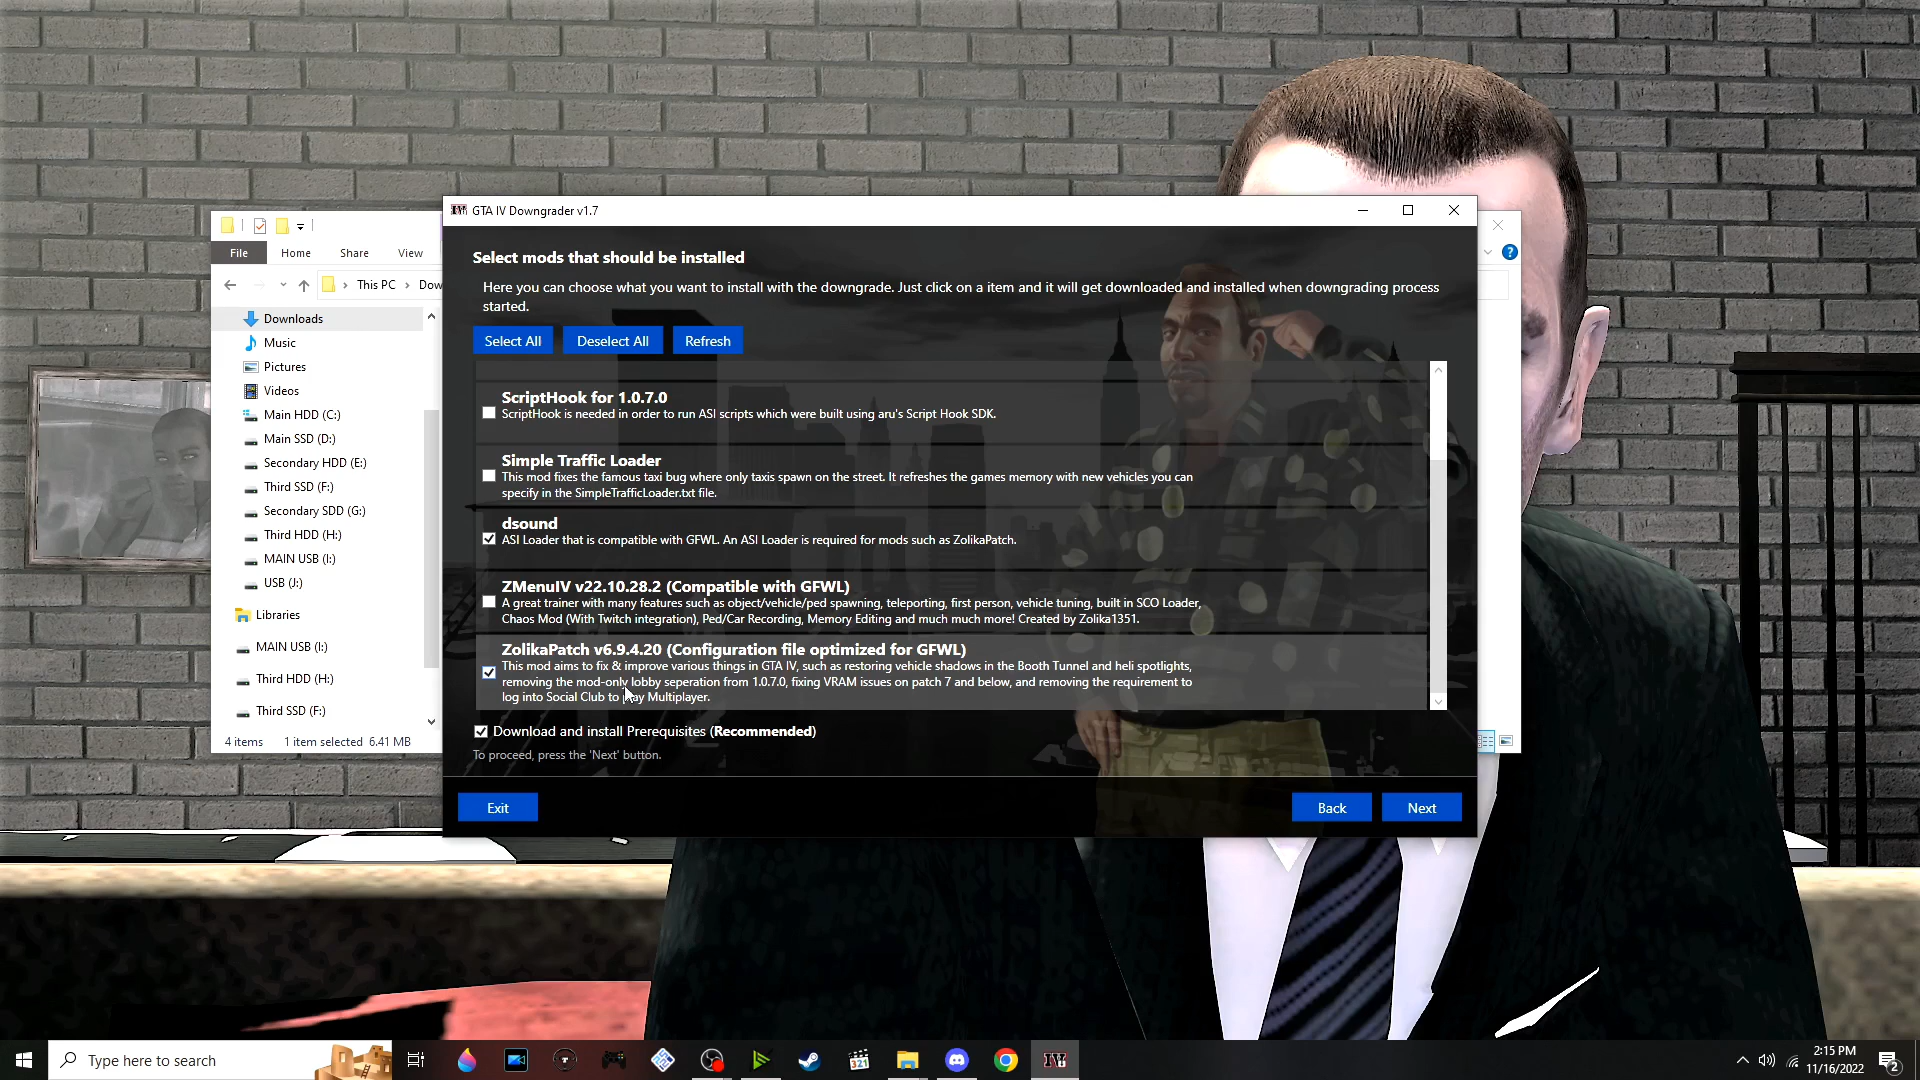 GTA IV Downgrader v1.7
File
Home
Share
View
This PC
Dow
Downloads
Music
Pictures
Videos
Main HDD (C:)
Main SSD (D:)
Secondary HDD (E:)
Third SSD (F:)
Secondary SDD (G:)
Third HDD (H:)
MAIN USB (I:)
USB (J:)
Libraries
MAIN USB (I:)
Third HDD (H:)
Third SSD (F:)
4 items
1 item selected 6.41 MB
Select mods that should be installed
Here you can choose what you want to install with the downgrade. Just click on a item and it will get downloaded and installed when downgrading process
started.
Select All
Deselect All
Refresh
ScriptHook for 1.0.7.0
ScriptHook is needed in order to run ASI scripts which were built using aru's Script Hook SDK.
Simple Traffic Loader
This mod fixes the famous taxi bug where only taxis spawn on the street. It refreshes the games memory with new vehicles you can
specify in the SimpleTrafficLoader.txt file.
dsound
ASI Loader that is compatible with GFWL. An ASI Loader is required for mods such as ZolikaPatch.
ZMenuIV v22.10.28.2 (Compatible with GFWL)
A great trainer with many features such as object/vehicle/ped spawning, teleporting, first person, vehicle tuning, built in SCO Loader,
Chaos Mod (With Twitch integration), Ped/Car Recording, Memory Editing and much much more! Created by Zolika1351.
ZolikaPatch v6.9.4.20 (Configuration file optimized for GFWL)
This mod aims to fix & improve various things in GTA IV, such as restoring vehicle shadows in the Booth Tunnel and heli spotlights,
removing the mod-only lobby seperation from 1.0.7.0, fixing VRAM issues on patch 7 and below, and removing the requirement to
log into Social Club to play Multiplayer.
Download and install Prerequisites (Recommended)
To proceed, press the 'Next' button.
Exit
Back
Next
Type here to search
321
IV
2:15 PM
11/16/2022
2